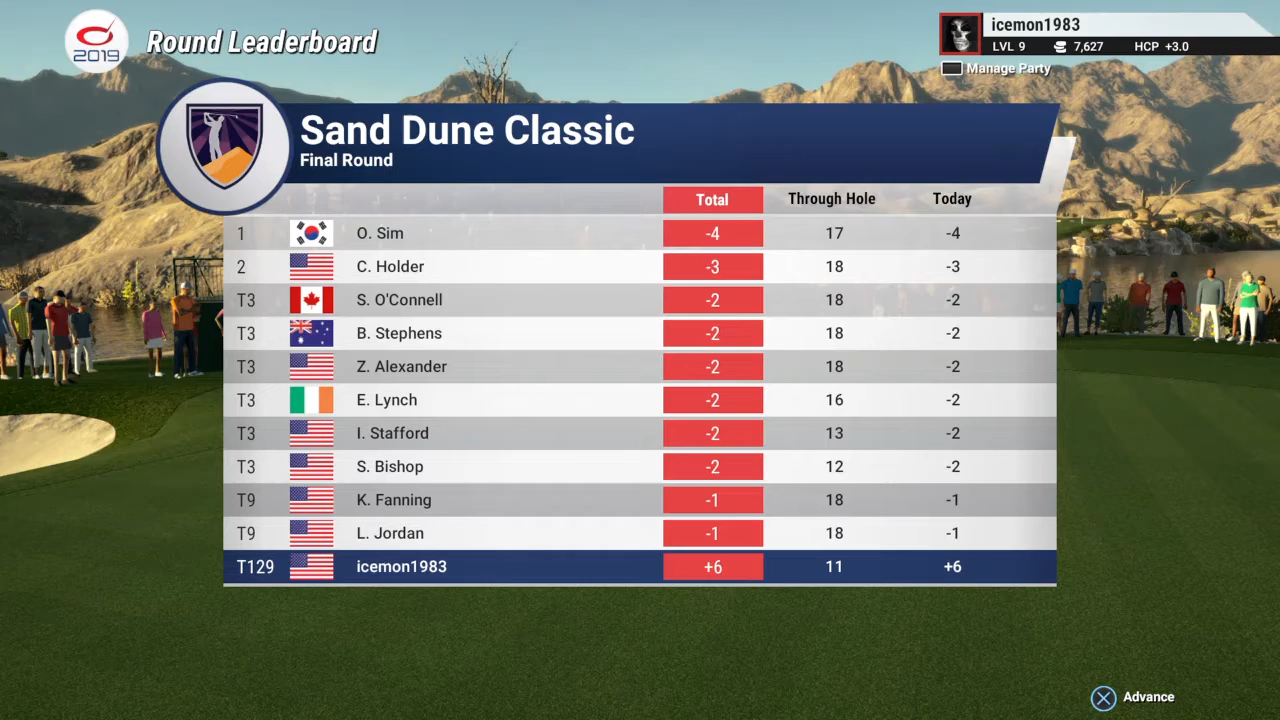 2019
Round Leaderboard
icemon1983
LVL 9 7,627 HCP +3.0
Manage Party
Sand Dune Classic
Final Round
Total Through Hole Today
1 O. Sim -4 17 -4
2 C. Holder -3 18 -3
T3 S. O'Connell -2 18 -2
T3 B. Stephens -2 18 -2
T3 Z. Alexander -2 18 -2
T3 E. Lynch -2 16 -2
T3 I. Stafford -2 13 -2
T3 S. Bishop -2 12 -2
T9 K. Fanning -1 18 -1
T9 L. Jordan -1 18 -1
T129 icemon1983 +6 11 +6
Advance